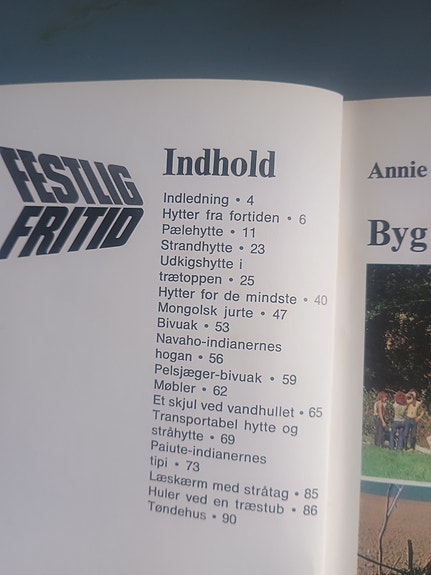 FESTLIG
FRITID
Indhold
Indledning • 4
Hytter fra fortiden • 6
Pælehytte • 11
Strandhytte • 23
Udkigshytte i
trætoppen • 25
Hytter for de mindste • 40
Mongolsk jurte • 47
Bivuak • 53
Navaho-indianernes
hogan • 56
Pelsjæger-bivuak • 59
Møbler • 62
Et skjul ved vandhullet • 65
Transportabel hytte og
stråhytte • 69
Paiute-indianernes
tipi • 73
Læskærm med stråtag • 85
Huler ved en træstub • 86
Tøndehus • 90
Annie
Byg